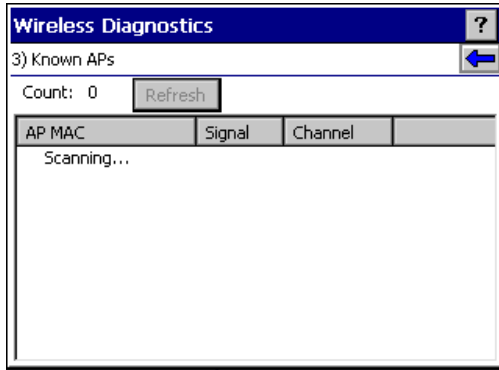 Wireless Diagnostics ?
3) Known APs
Count: 0 Refresh
AP MAC Signal Channel
Scanning...